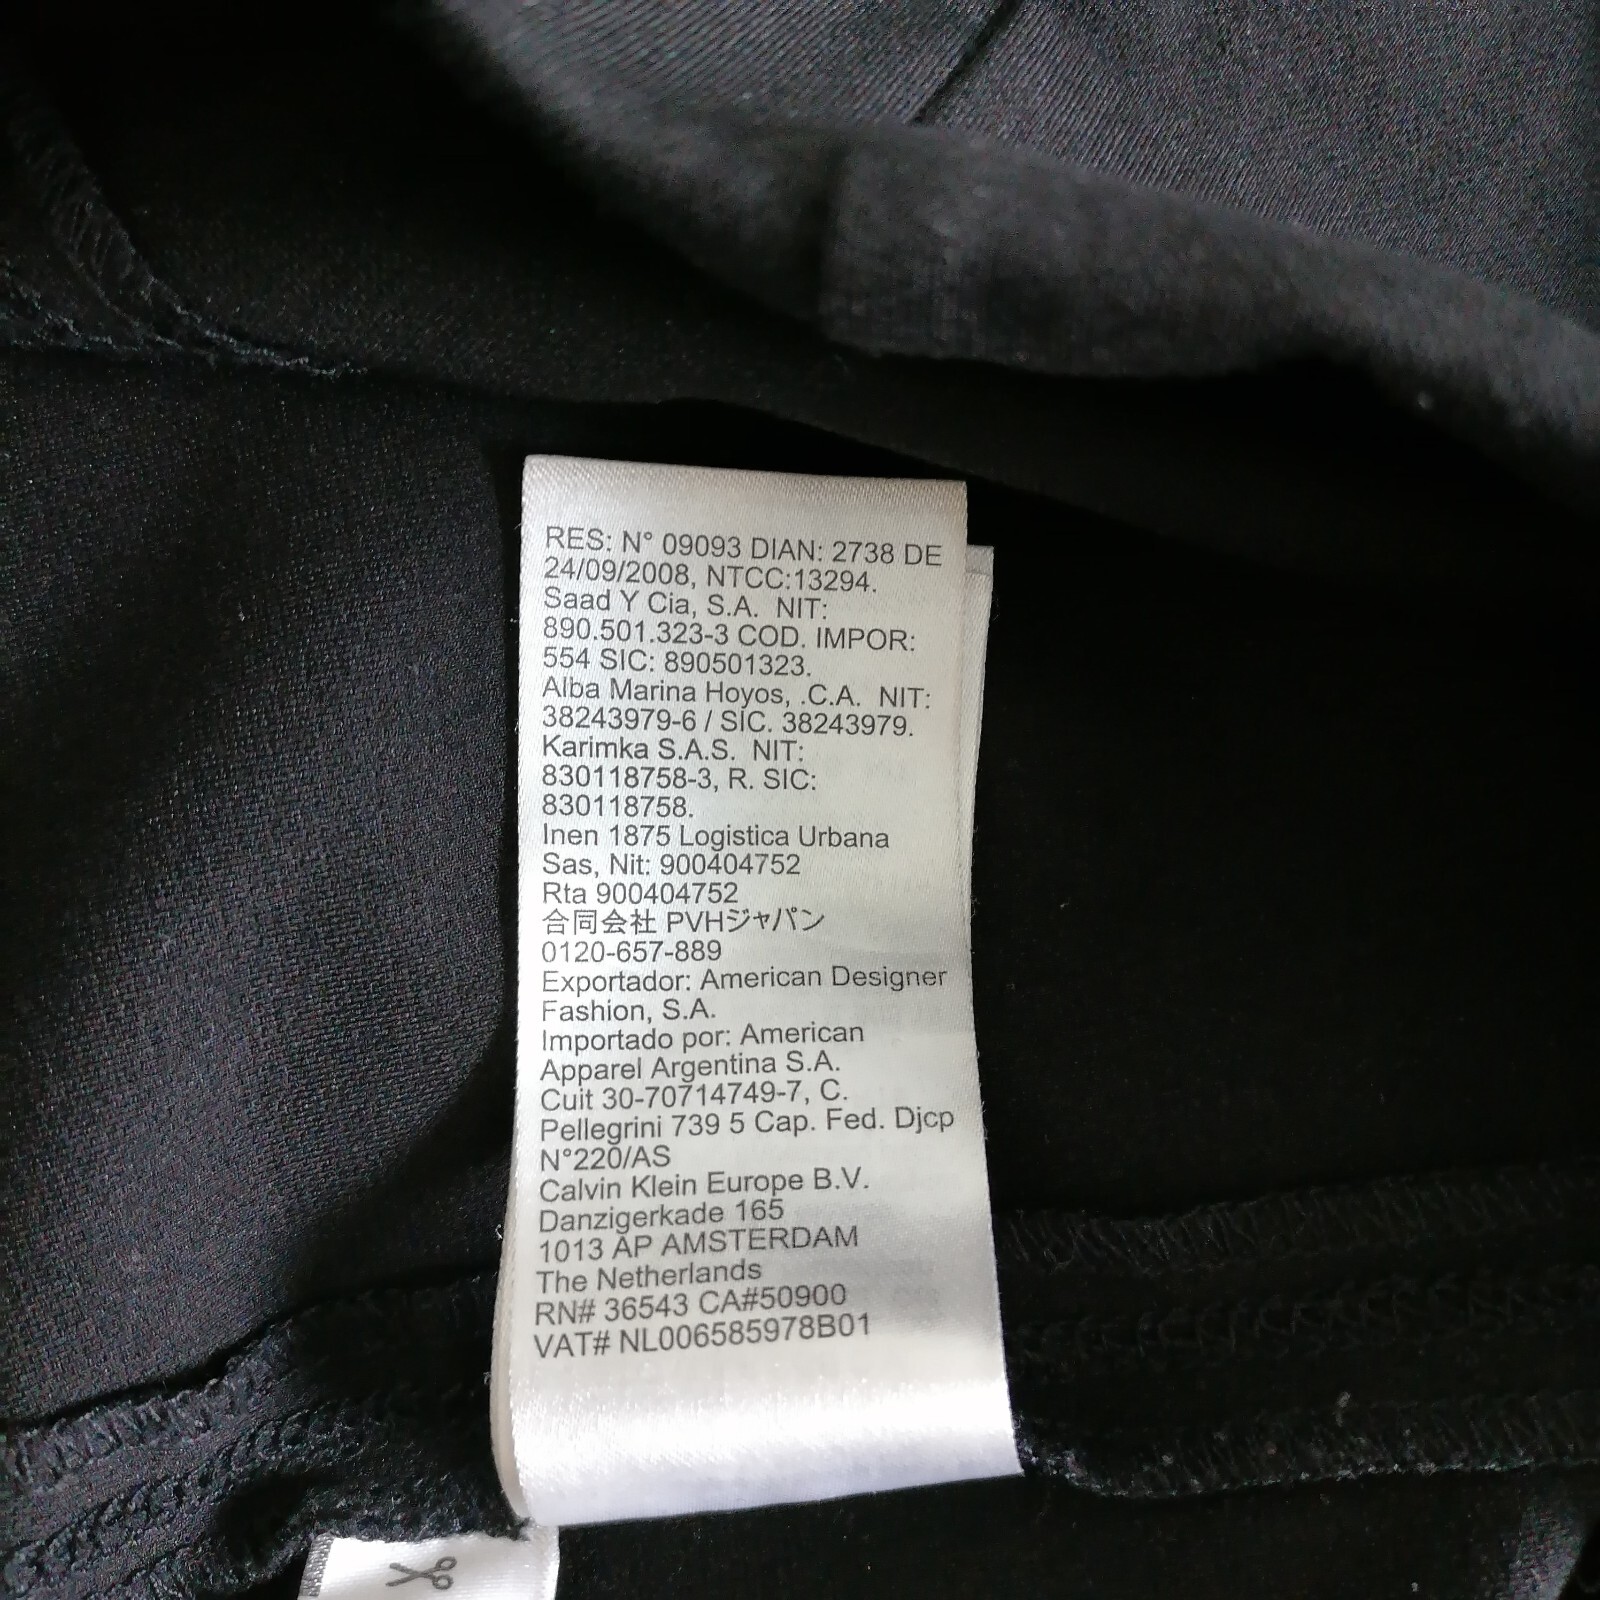 RES: N° 09093 DIAN: 2738 DE
24/09/2008, NTCC:13294.
Saad Y Cia, S.A. NIT:
890.501.323-3 COD. IMPOR:
554 SIC: 890501323.
Alba Marina Hoyos, .C.A. NIT:
38243979-6 / SIC. 38243979.
Karimka S.A.S. NIT:
830118758-3, R. SIC:
830118758.
Inen 1875 Logistica Urbana
Sas, Nit: 900404752
Rta 900404752
合同会社 PVHジャパン
0120-657-889
Exportador: American Designer
Fashion, S.A.
Importado por: American
Apparel Argentina S.A.
Cuit 30-70714749-7, C.
Pellegrini 739 5 Cap. Fed. Djcp
N°220/AS
Calvin Klein Europe B.V.
Danzigerkade 165
1013 AP AMSTERDAM
The Netherlands
RN# 36543 CA#50900
VAT# NL006585978B01